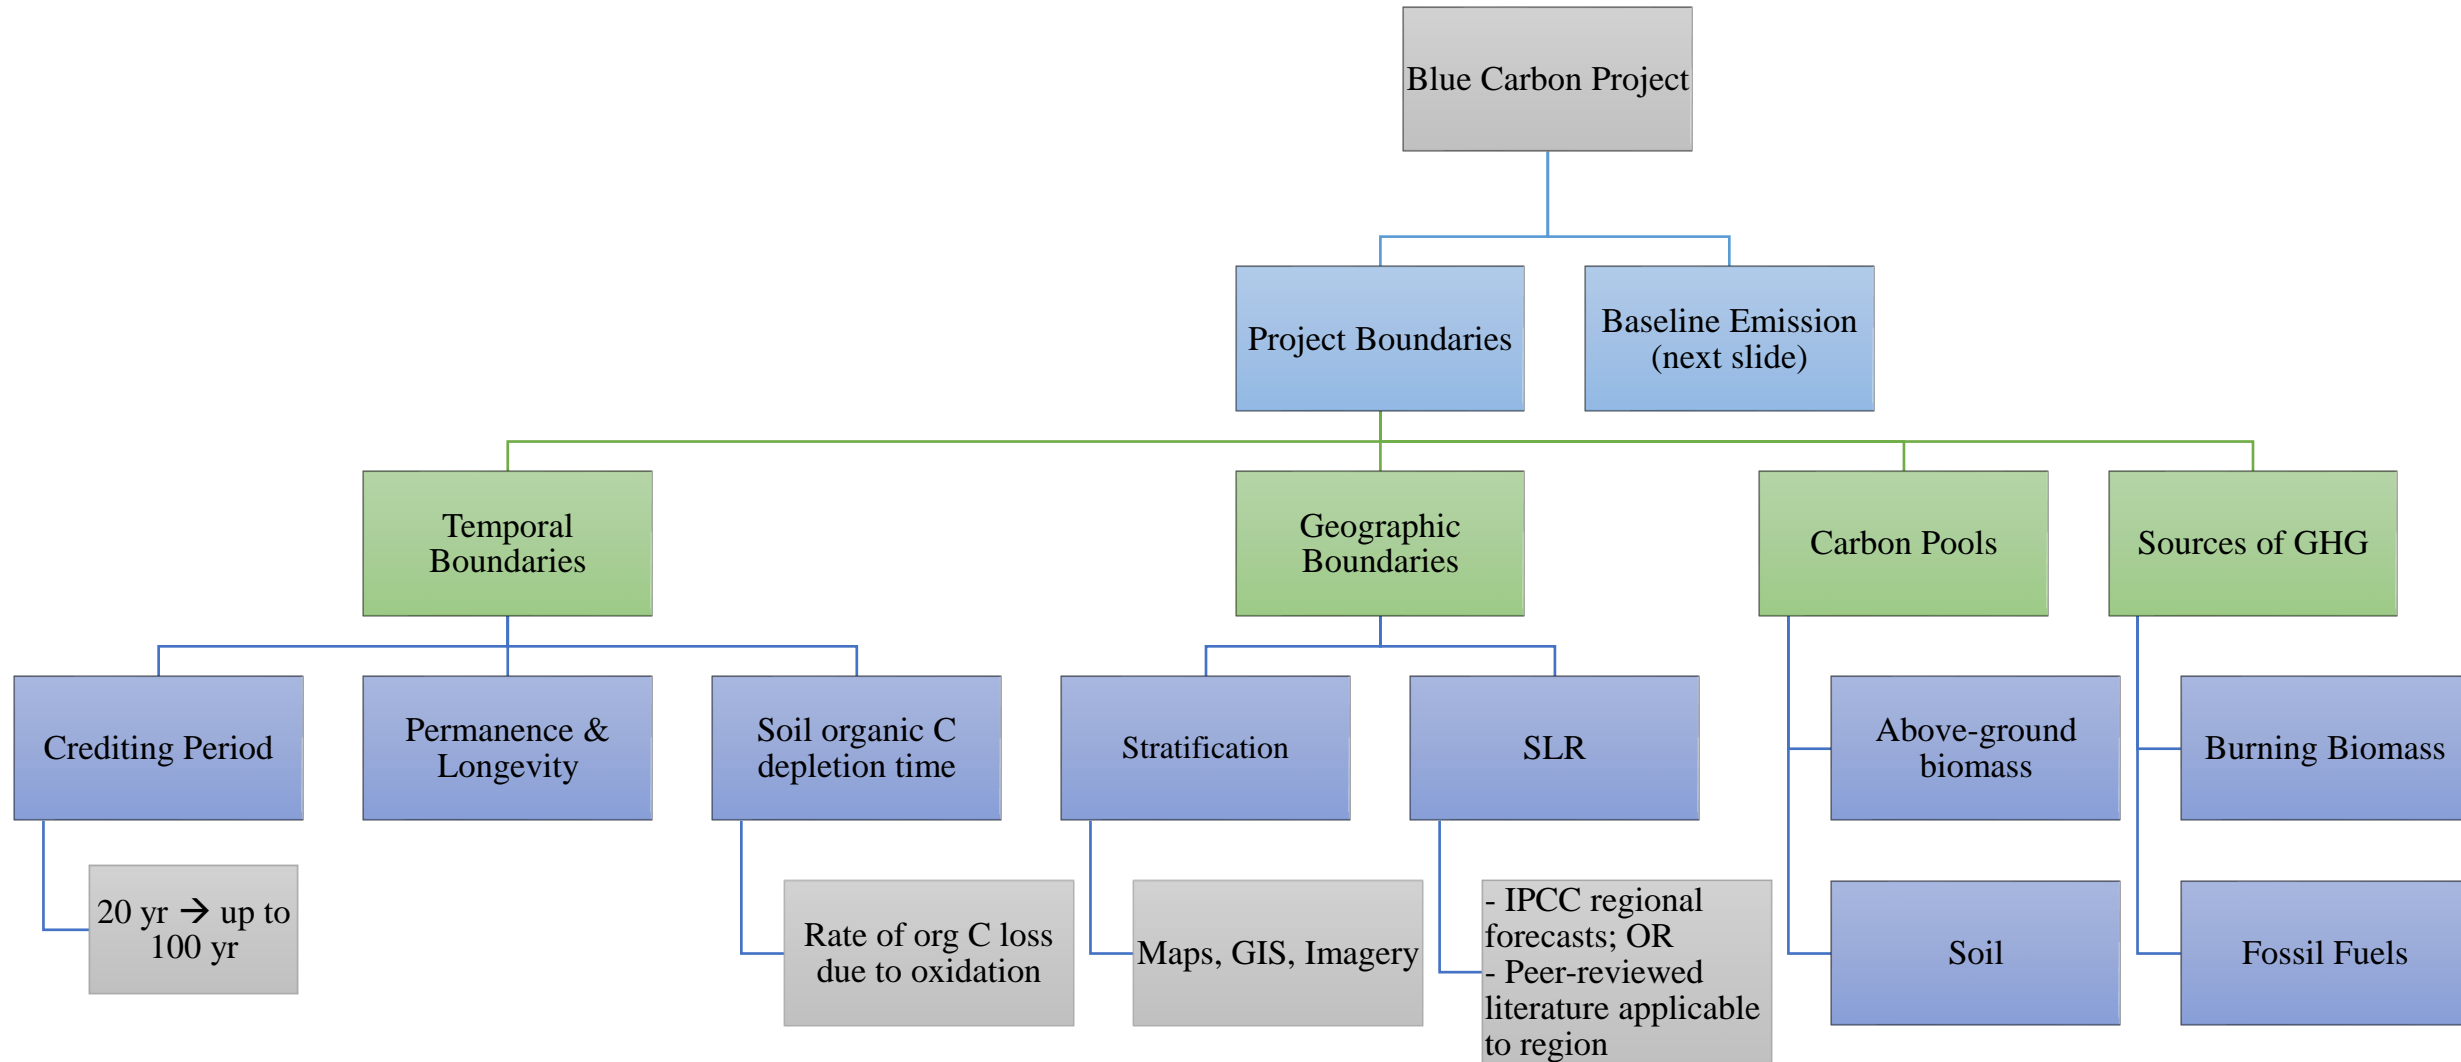 Blue Carbon Project
Project Boundaries
Baseline Emission
(next slide)
Temporal
Boundaries
Geographic
Boundaries
Carbon Pools
Sources of GHG
Crediting Period
Permanence &
Longevity
Soil organic C
depletion time
Stratification
SLR
Above-ground
biomass
Burning Biomass
20 yr → up to
100 yr
Rate of org C loss
due to oxidation
Maps, GIS, Imagery
- IPCC regional
forecasts; OR
- Peer-reviewed
literature applicable
to region
Soil
Fossil Fuels